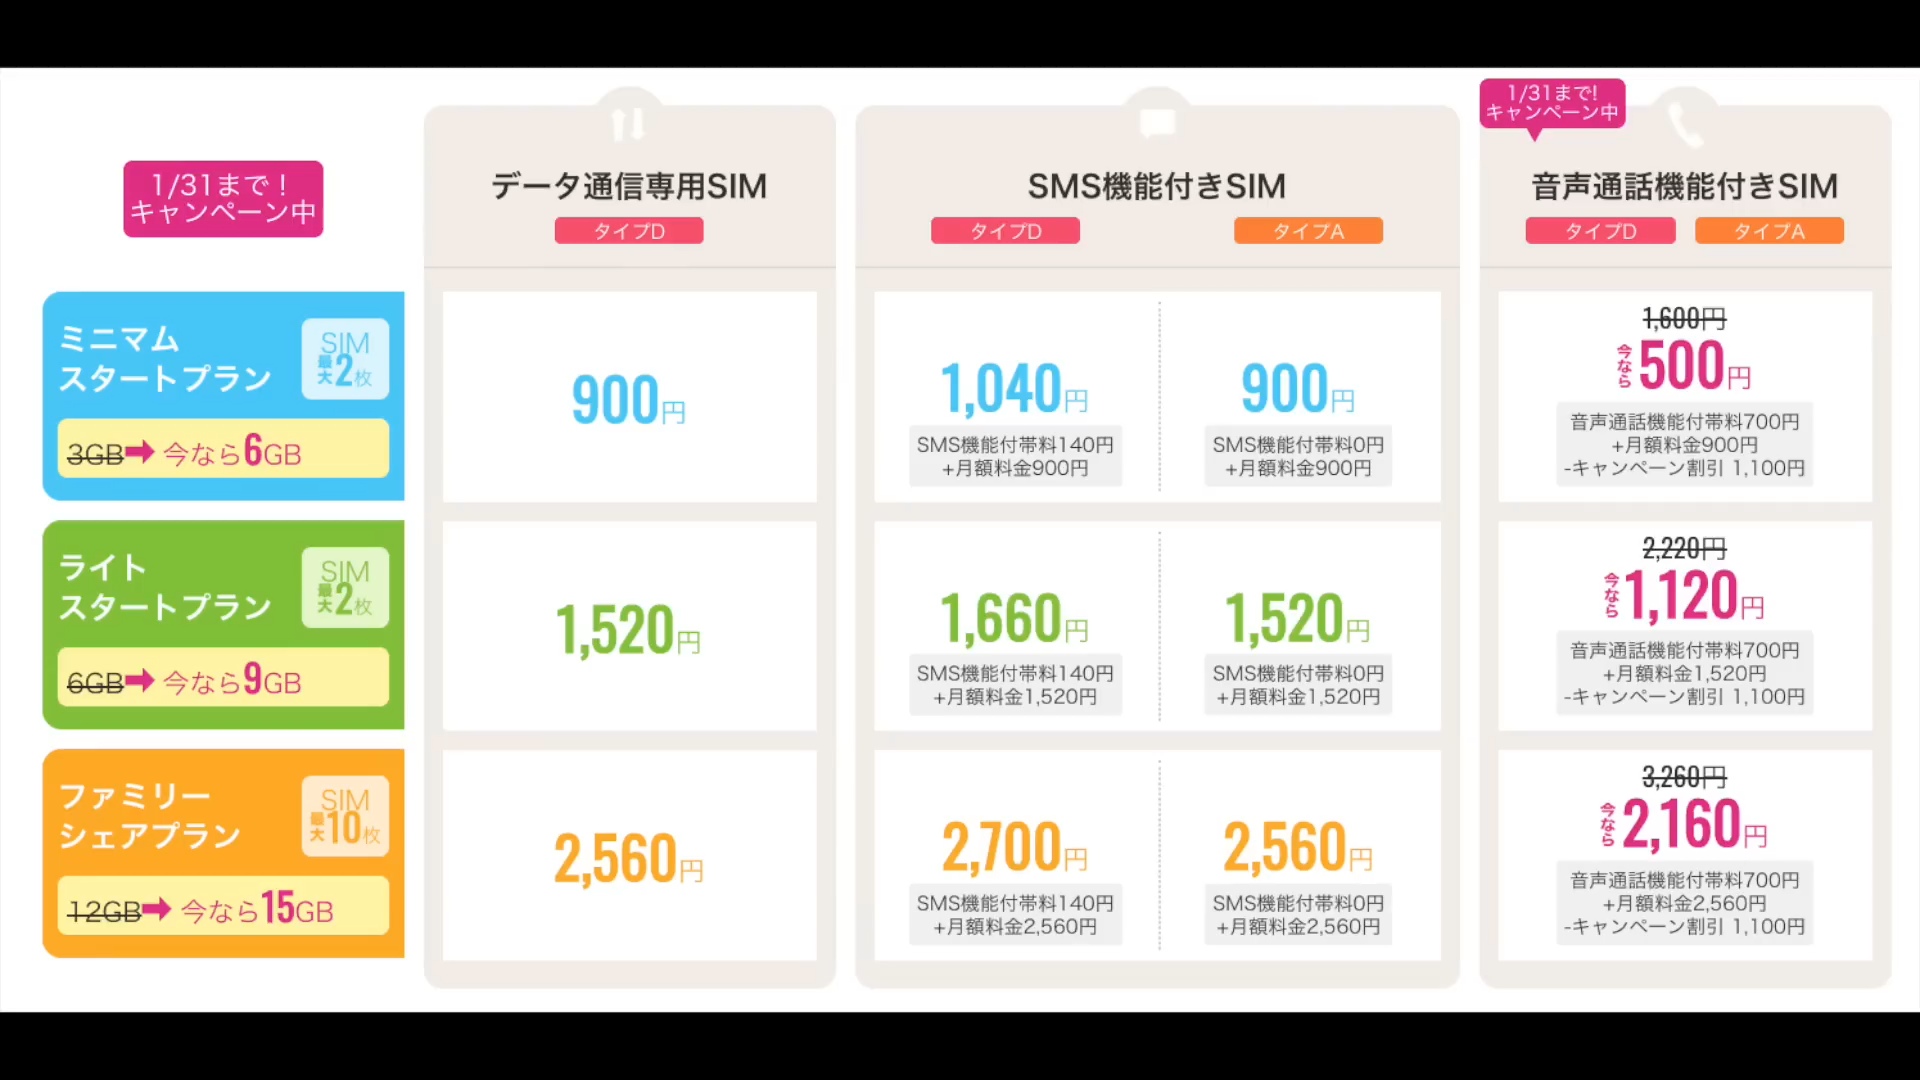 1/31まで！
キャンペーン中
データ通信専用SIM
タイプD
SMS機能付きSIM
タイプD
タイプA
1/31まで!
キャンペーン中
音声通話機能付きSIM
タイプD
タイプA
ミニマム
スタートプラン
SIM
最大2枚
3GB➡今なら6GB
900円
1,040円
SMS機能付帯料140円
+月額料金900円
900円
SMS機能付帯料0円
+月額料金900円
1,600円
今なら500円
音声通話機能付帯料700円
+月額料金900円
-キャンペーン割引 1,100円
ライト
スタートプラン
SIM
最大2枚
6GB➡今なら9GB
1,520円
1,660円
SMS機能付帯料140円
+月額料金1,520円
1,520円
SMS機能付帯料0円
+月額料金1,520円
2,220円
今なら1,120円
音声通話機能付帯料700円
+月額料金1,520円
-キャンペーン割引 1,100円
ファミリー
シェアプラン
SIM
最大10枚
12GB➡今なら15GB
2,560円
2,700円
SMS機能付帯料140円
+月額料金2,560円
2,560円
SMS機能付帯料0円
+月額料金2,560円
3,260円
今なら2,160円
音声通話機能付帯料700円
+月額料金2,560円
-キャンペーン割引 1,100円